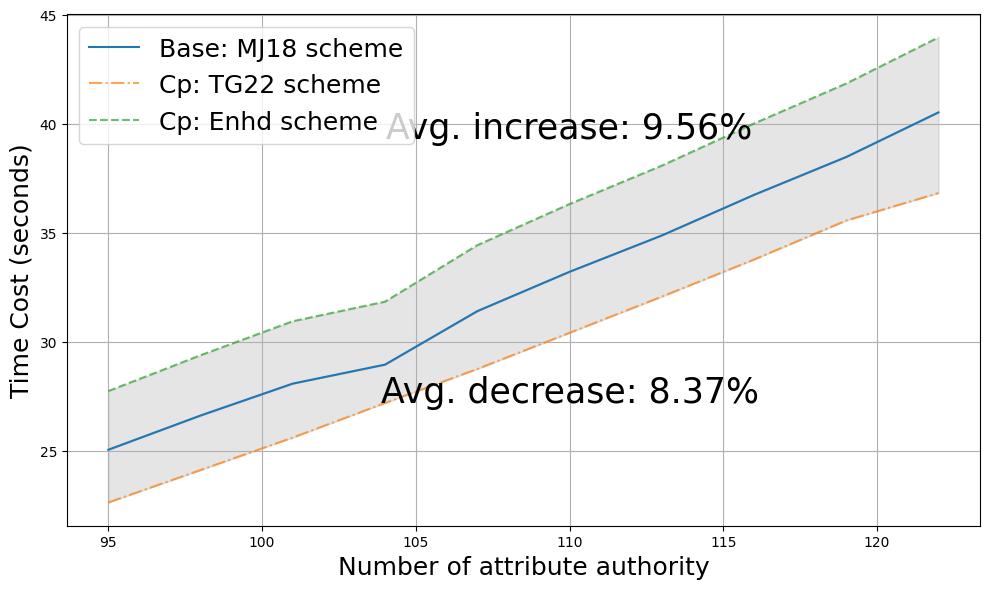 45
40
35
30
25
Time Cost (seconds)
Base: MJ18 scheme
Cp: TG22 scheme
Cp: Enhd scheme
Avg. increase: 9.56%
Avg. decrease: 8.37%
95 100 105 110 115 120
Number of attribute authority